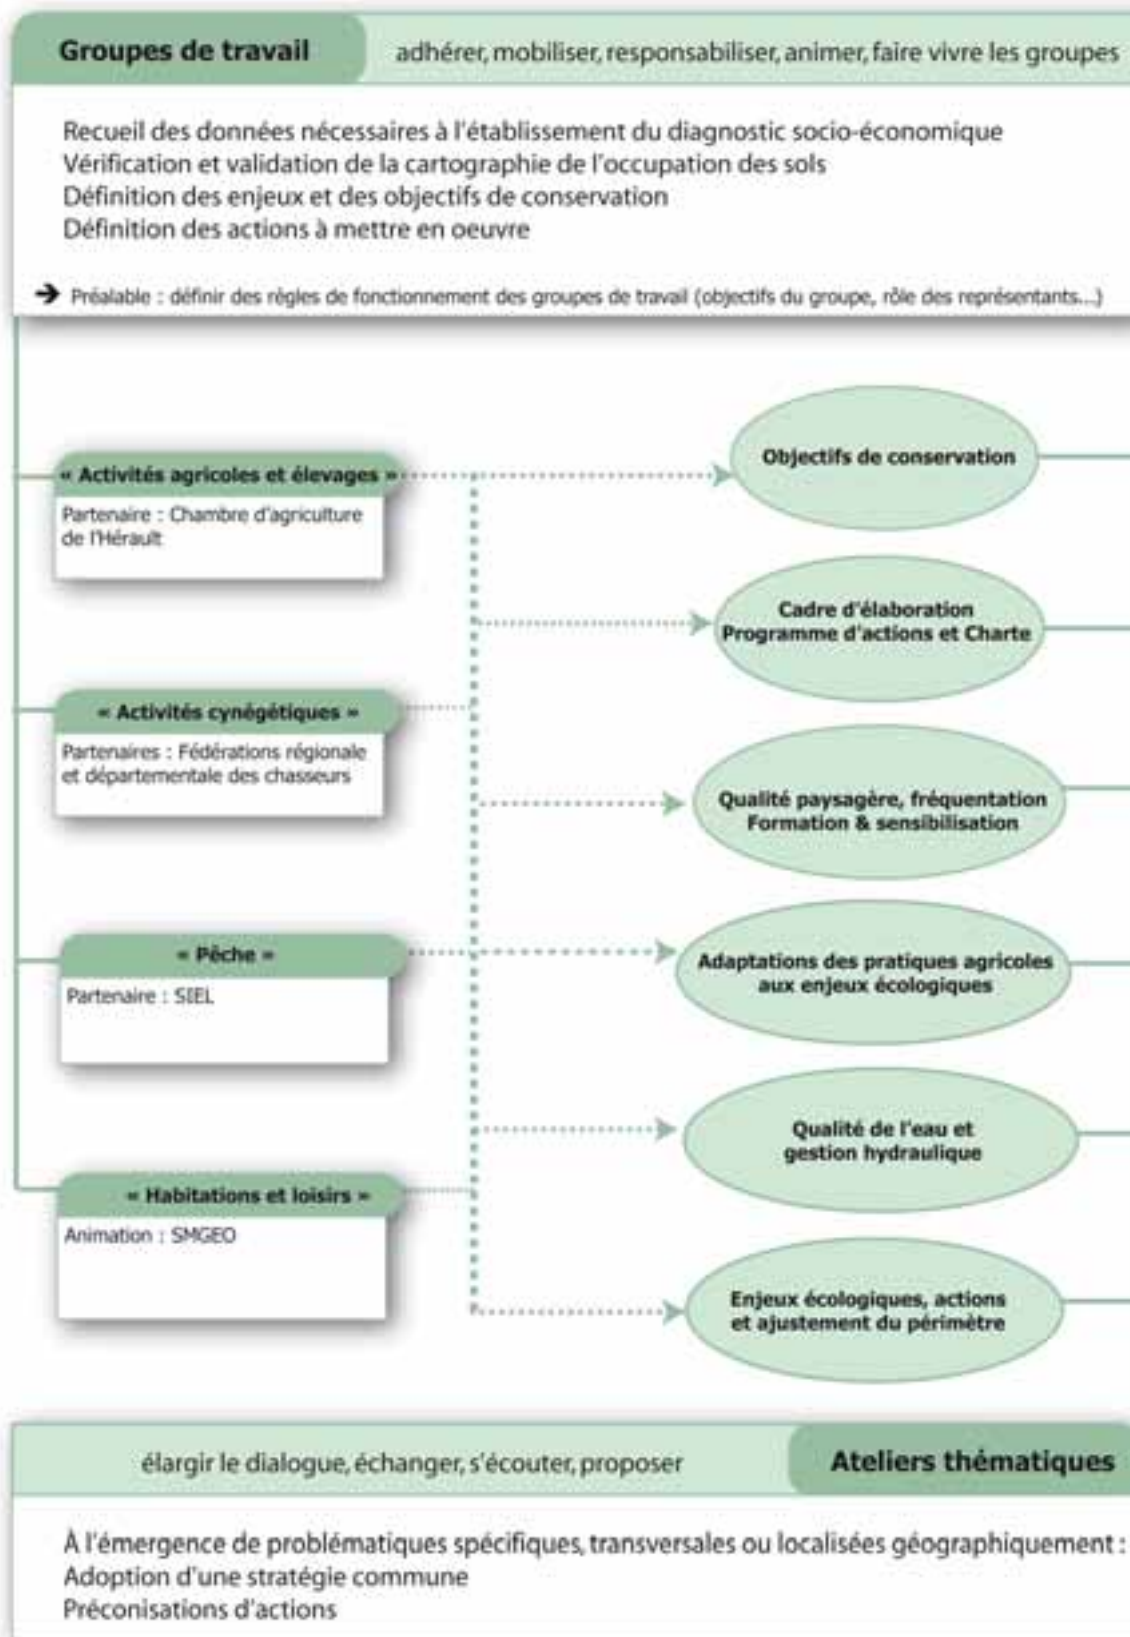 Groupes de travail
adhérer, mobiliser, responsabiliser, animer, faire vivre les groupes
Recueil des données nécessaires à l'établissement du diagnostic socio-économique
Vérification et validation de la cartographie de l'occupation des sols
Définition des enjeux et des objectifs de conservation
Définition des actions à mettre en oeuvre
➔ Préalable : définir des règles de fonctionnement des groupes de travail (objectifs du groupe, rôle des représentants...)
« Activités agricoles et élevages »
Partenaire : Chambre d'agriculture
de l'Hérault
« Activités cynégétiques »
Partenaires : Fédérations régionale
et départementale des chasseurs
« Pêche »
Partenaire : SIEL
« Habitations et loisirs »
Animation : SMGEO
Objectifs de conservation
Cadre d'élaboration
Programme d'actions et Charte
Qualité paysagère, fréquentation
Formation & sensibilisation
Adaptations des pratiques agricoles
aux enjeux écologiques
Qualité de l'eau et
gestion hydraulique
Enjeux écologiques, actions
et ajustement du périmètre
élargir le dialogue, échanger, s'écouter, proposer
Ateliers thématiques
À l'émergence de problématiques spécifiques, transversales ou localisées géographiquement :
Adoption d'une stratégie commune
Préconisations d'actions